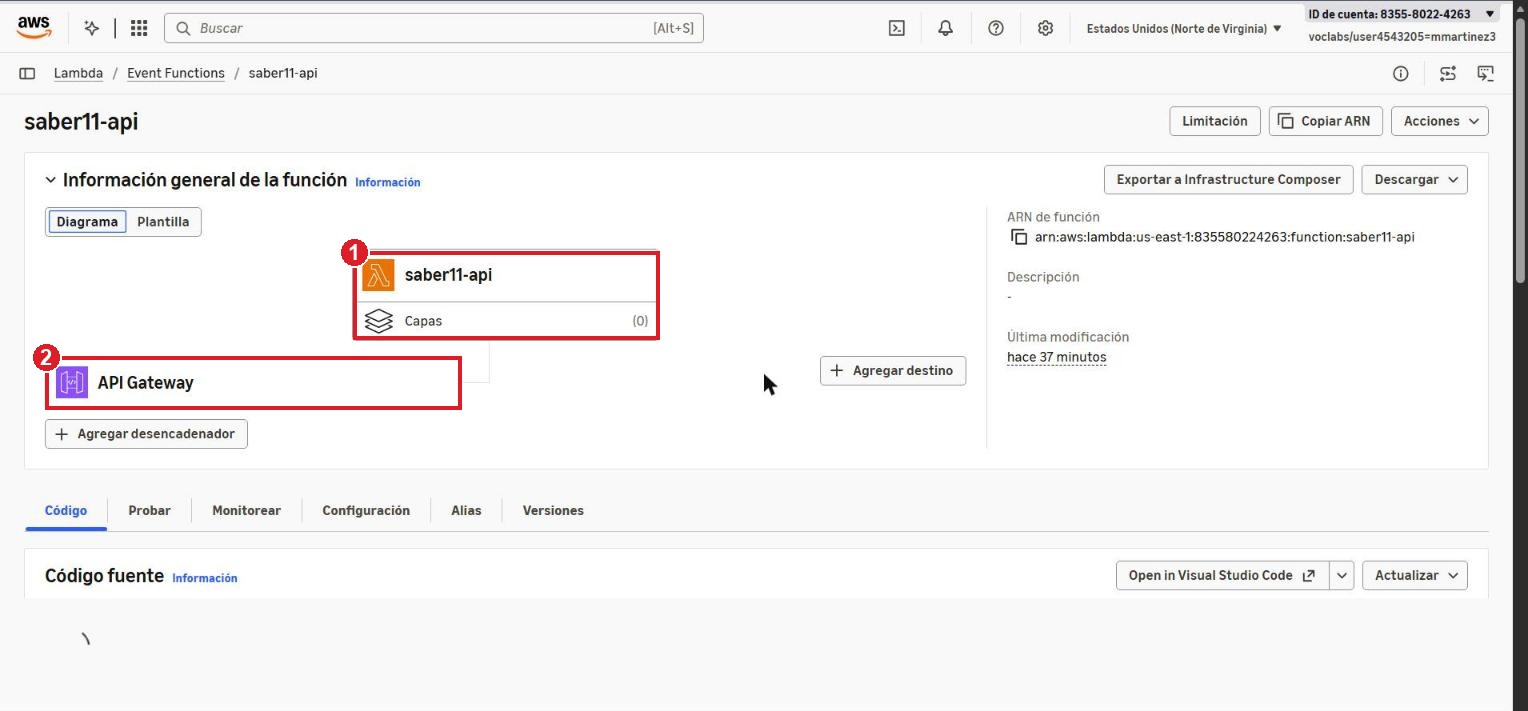 aws
Buscar [Alt+S]
Estados Unidos (Norte de Virginia)
ID de cuenta: 8355-8022-4263
voclabs/user4543205=mmartinez3
Lambda / Event Functions / saber11-api
saber11-api
Limitación
Copiar ARN
Acciones
Información general de la función Información
Exportar a Infrastructure Composer
Descargar
Diagrama
Plantilla
1
saber11-api
Capas (0)
2
API Gateway
+ Agregar desencadenador
+ Agregar destino
ARN de función
arn:aws:lambda:us-east-1:835580224263:function:saber11-api
Descripción
-
Última modificación
hace 37 minutos
Código
Probar
Monitorear
Configuración
Alias
Versiones
Código fuente Información
Open in Visual Studio Code
Actualizar